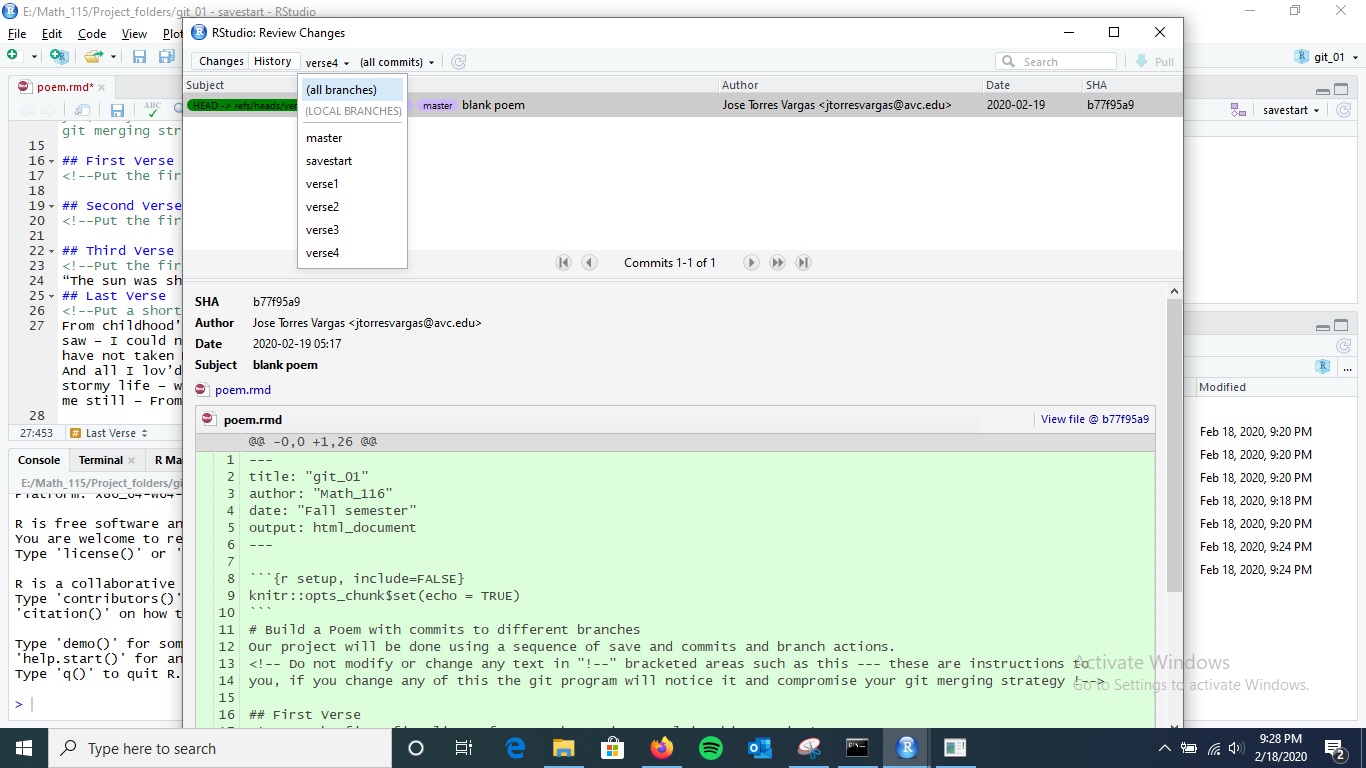 E:/Math_115/Project_folders/git_01 - savestart - RStudio
File Edit Code View Plo
RStudio: Review Changes
git_01
Changes History verse4 (all commits) Search Pull
poem.rmd*
Subject Author Date SHA
HEAD -> refs/heads/ver master blank poem Jose Torres Vargas <jtorresvargas@avc.edu> 2020-02-19 b77f95a9
(all branches)
(LOCAL BRANCHES)
master
savestart
verse1
verse2
verse3
verse4
ABC
savestart
git merging str
15
16 ## First Verse
17 <!--Put the fir
18
19 ## Second Verse
20 <!--Put the fir
21
22 ## Third Verse
23 <!--Put the fir
24 “The sun was sh
25 ## Last Verse
26 <!--Put a short
27 From childhood’
saw – I could n
have not taken
And all I lov’d
stormy life – w
me still – From
28
27:453 # Last Verse
Commits 1-1 of 1
SHA b77f95a9
Author Jose Torres Vargas <jtorresvargas@avc.edu>
Date 2020-02-19 05:17
Subject blank poem
poem.rmd
poem.rmd View file @ b77f95a9
@@ -0,0 +1,26 @@
1 ---
2 title: "git_01"
3 author: "Math_116"
4 date: "Fall semester"
5 output: html_document
6 ---
7
8 ```{r setup, include=FALSE}
9 knitr::opts_chunk$set(echo = TRUE)
10 ```
11 # Build a Poem with commits to different branches
12 Our project will be done using a sequence of save and commits and branch actions.
13 <!-- Do not modify or change any text in "!--" bracketed areas such as this --- these are instructions to
14 you, if you change any of this the git program will notice it and compromise your git merging strategy !-->
15
16 ## First Verse
Console Terminal R Ma
E:/Math_115/Project_folders/gi
Platform: x86_64-w64-
R is free software an
You are welcome to re
Type 'license()' or '
R is a collaborative
Type 'contributors()'
'citation()' on how t
Type 'demo()' for som
'help.start()' for an
Type 'q()' to quit R.
>
...
Modified
Feb 18, 2020, 9:20 PM
Feb 18, 2020, 9:20 PM
Feb 18, 2020, 9:20 PM
Feb 18, 2020, 9:18 PM
Feb 18, 2020, 9:20 PM
Feb 18, 2020, 9:24 PM
Feb 18, 2020, 9:24 PM
Activate Windows
Go to Settings to activate Windows.
Type here to search
9:28 PM
2/18/2020
2